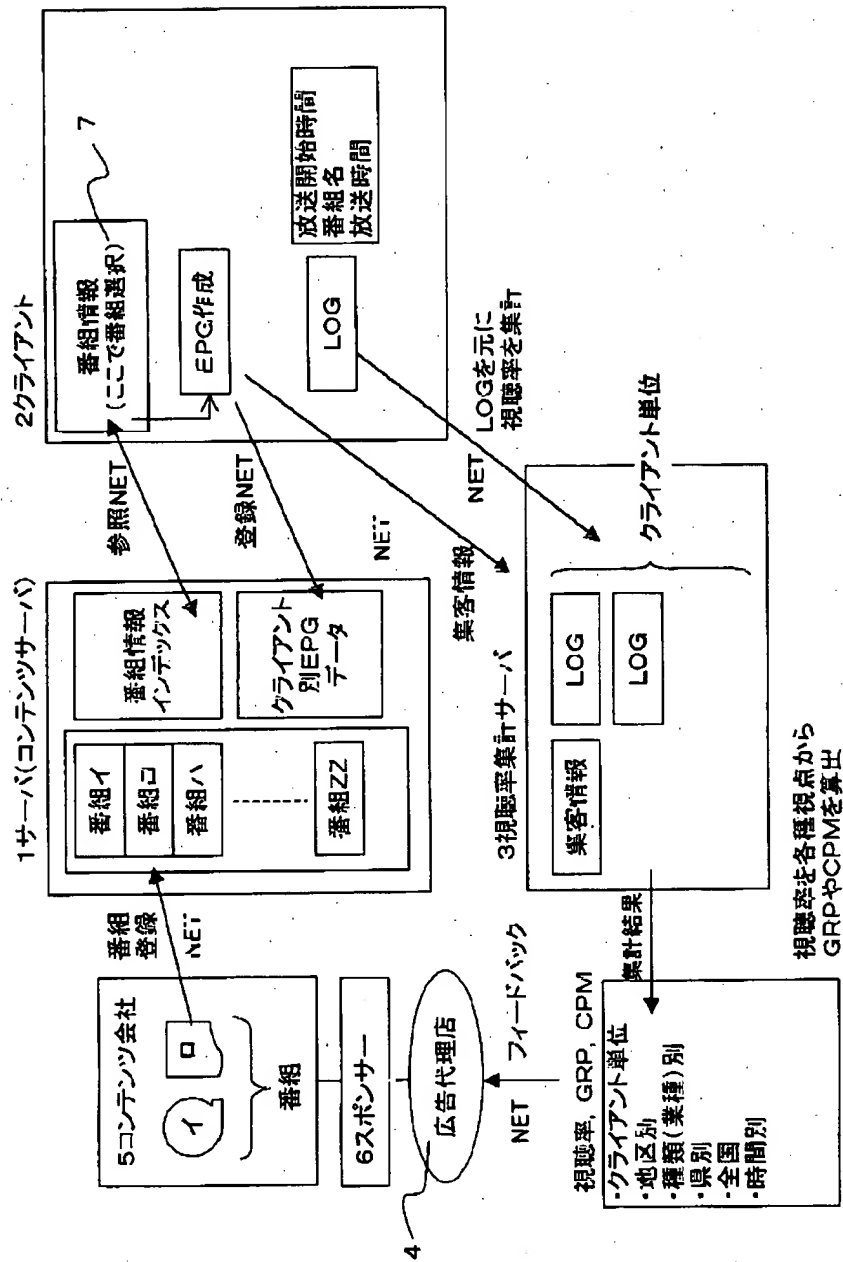 5コンテンツ会社
イ
ロ
番組
6スポンサー
広告代理店
4
番組
登録
NET
1サーバ(コンテンツサーバ)
番組イ
番組ロ
番組ハ
番組ZZ
番組情報
インデックス
クライアント
別EPG
データ
参照NET
登録NET
NET
2クライアント
番組情報
(ここで番組選択)
7
EPG作成
LOG
放送開始時間
番組名
放送時間
LOGを元に
視聴率を集計
NET
集客情報
3視聴率集計サーバ
集客情報
LOG
LOG
クライアント単位
集計結果
視聴率を各種視点から
GRPやCPMを算出
NET
フィードバック
視聴率, GRP, CPM
・クライアント単位
・地区別
・種類(業種)別
・県別
・全国
・時間別